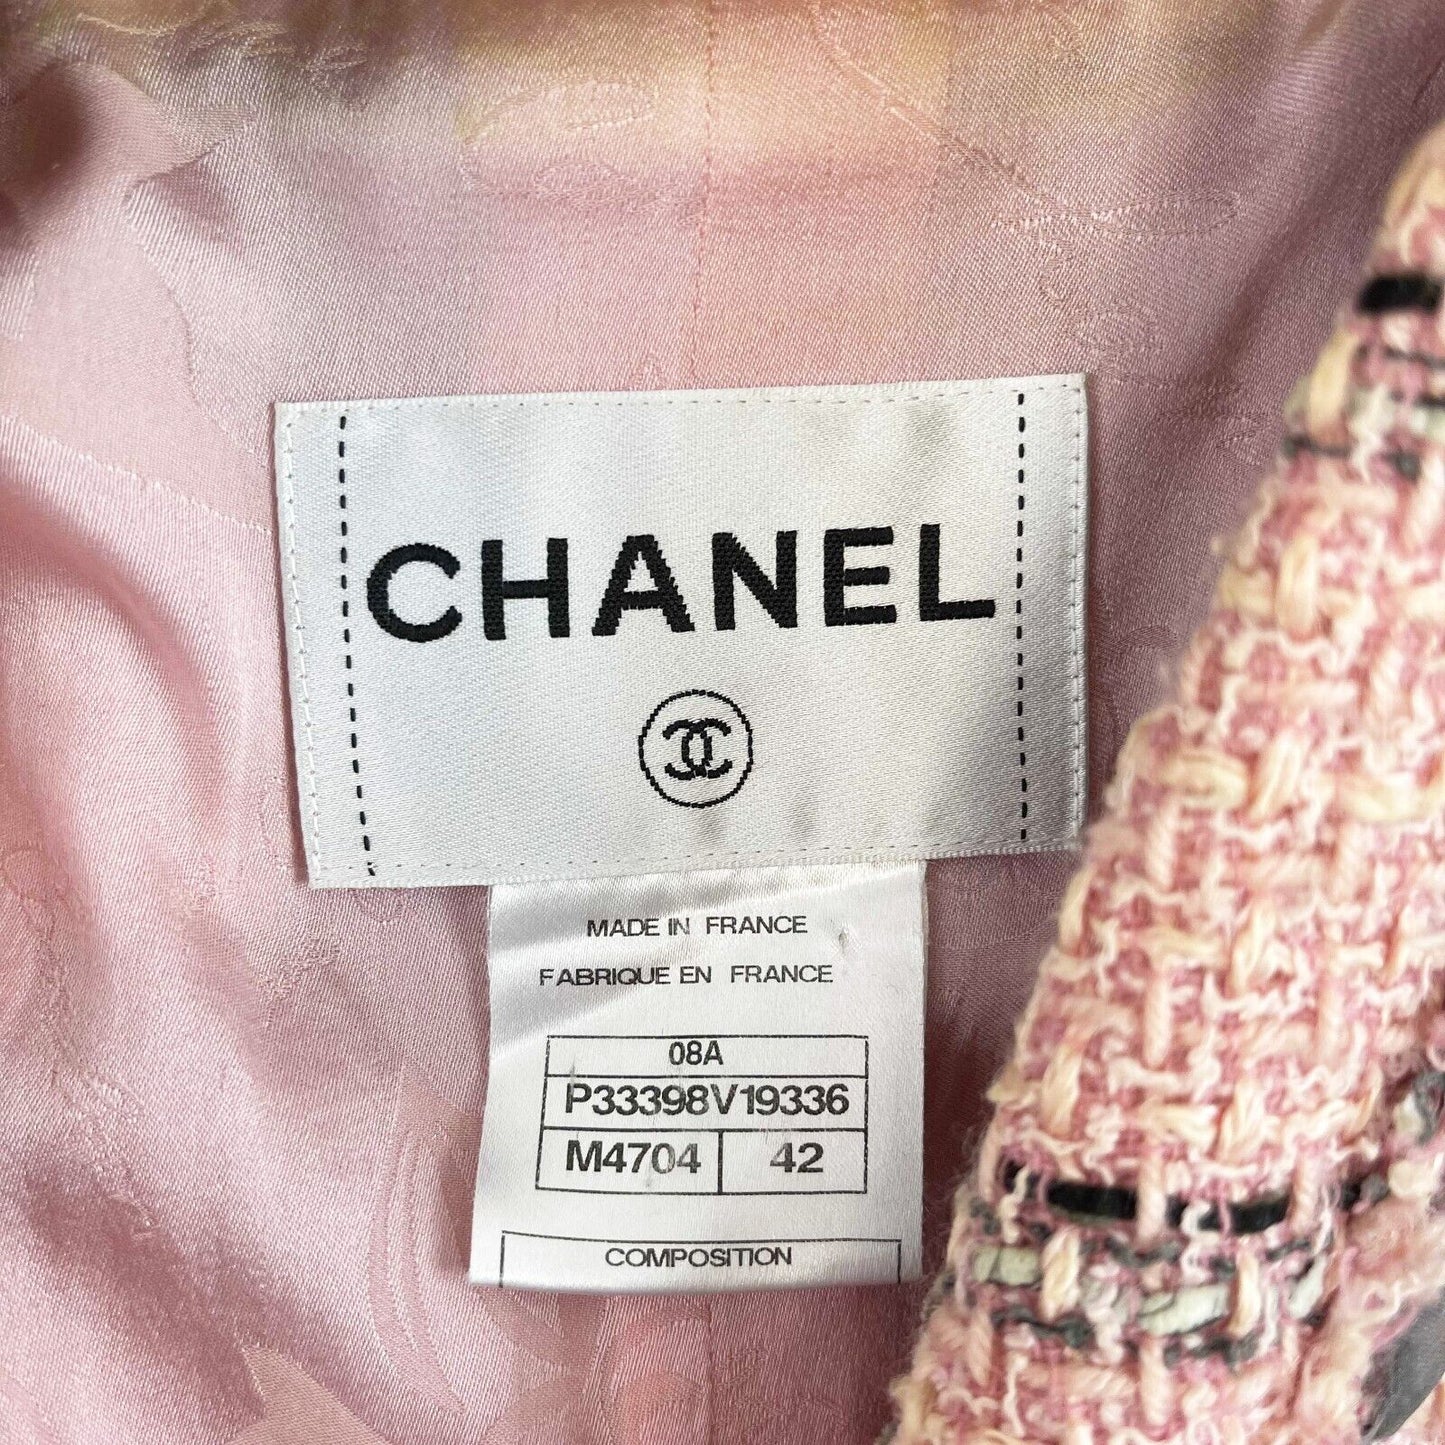 CHANEL
MADE IN FRANCE
FABRIQUE EN FRANCE
08A
P33398V19336
M4704 42
COMPOSITION